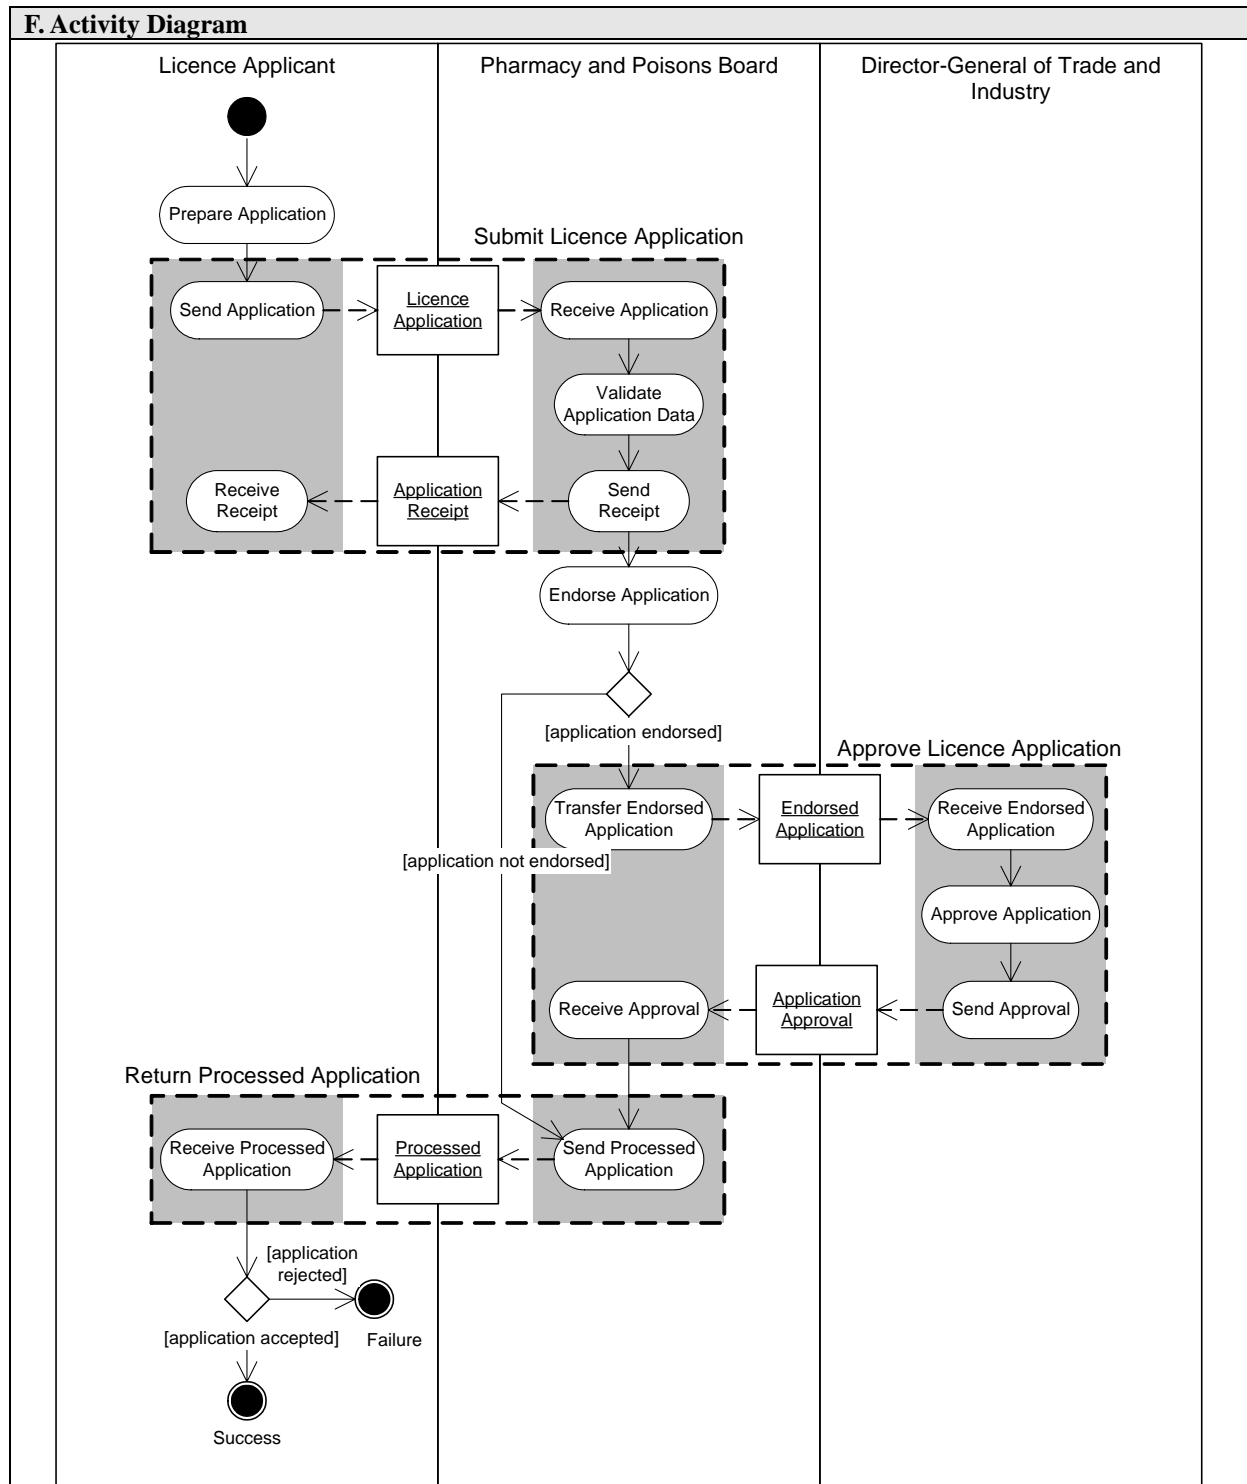 F. Activity Diagram
Licence Applicant
Pharmacy and Poisons Board
Director-General of Trade and
Industry
Prepare Application
Submit Licence Application
Send Application
Licence
Application
Receive Application
Validate
Application Data
Receive
Receipt
Application
Receipt
Send
Receipt
Endorse Application
[application endorsed]
Approve Licence Application
Transfer Endorsed
Application
Endorsed
Application
Receive Endorsed
Application
[application not endorsed]
Approve Application
Receive Approval
Application
Approval
Send Approval
Return Processed Application
Receive Processed
Application
Processed
Application
Send Processed
Application
[application
rejected]
[application accepted]
Failure
Success